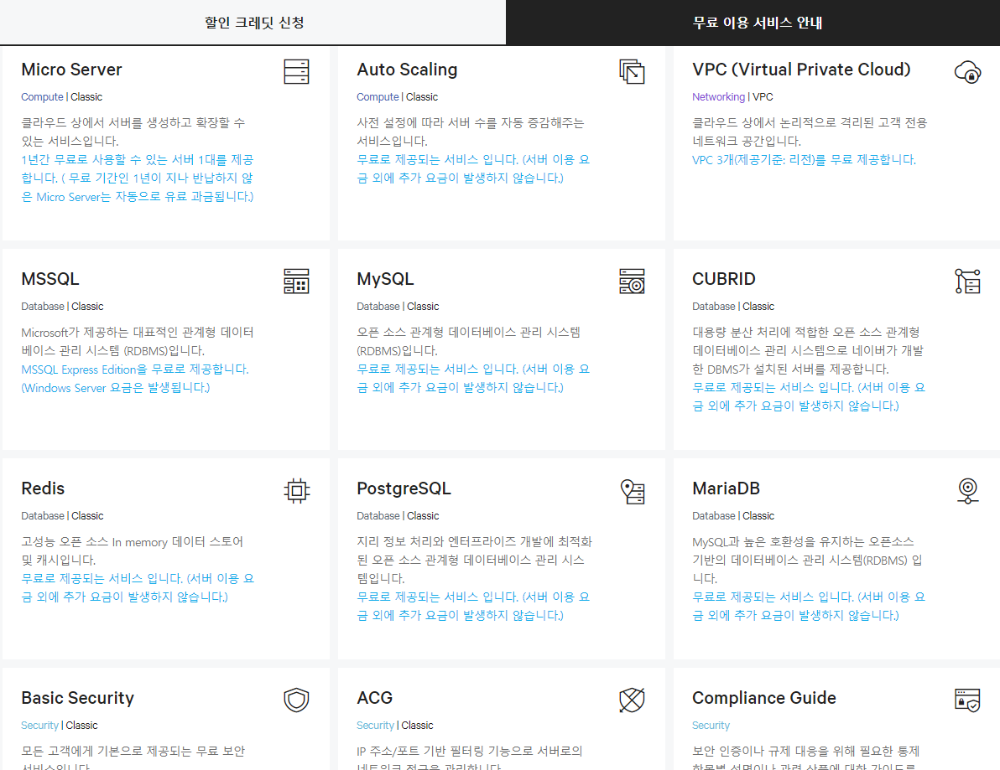 할인 크레딧 신청
무료 이용 서비스 안내
Micro Server
Compute | Classic
클라우드 상에서 서버를 생성하고 확장할 수
있는 서비스입니다.
1년간 무료로 사용할 수 있는 서버 1대를 제공
합니다. ( 무료 기간인 1년이 지나 반납하지 않
은 Micro Server는 자동으로 유료 과금됩니다.)
Auto Scaling
Compute | Classic
사전 설정에 따라 서버 수를 자동 증감해주는
서비스입니다.
무료로 제공되는 서비스 입니다. (서버 이용 요
금 외에 추가 요금이 발생하지 않습니다.)
VPC (Virtual Private Cloud)
Networking | VPC
클라우드 상에서 논리적으로 격리된 고객 전용
네트워크 공간입니다.
VPC 3개(제공기준: 리전)를 무료 제공합니다.
MSSQL
Database | Classic
Microsoft가 제공하는 대표적인 관계형 데이터
베이스 관리 시스템 (RDBMS)입니다.
MSSQL Express Edition을 무료로 제공합니다.
(Windows Server 요금은 발생됩니다.)
MySQL
Database | Classic
오픈 소스 관계형 데이터베이스 관리 시스템
(RDBMS)입니다.
무료로 제공되는 서비스 입니다. (서버 이용 요
금 외에 추가 요금이 발생하지 않습니다.)
CUBRID
Database | Classic
대용량 분산 처리에 적합한 오픈 소스 관계형
데이터베이스 관리 시스템으로 네이버가 개발
한 DBMS가 설치된 서버를 제공합니다.
무료로 제공되는 서비스 입니다. (서버 이용 요
금 외에 추가 요금이 발생하지 않습니다.)
Redis
Database | Classic
고성능 오픈 소스 In memory 데이터 스토어
및 캐시입니다.
무료로 제공되는 서비스 입니다. (서버 이용 요
금 외에 추가 요금이 발생하지 않습니다.)
PostgreSQL
Database | Classic
지리 정보 처리와 엔터프라이즈 개발에 최적화
된 오픈 소스 관계형 데이터베이스 관리 시스
템입니다.
무료로 제공되는 서비스 입니다. (서버 이용 요
금 외에 추가 요금이 발생하지 않습니다.)
MariaDB
Database | Classic
MySQL과 높은 호환성을 유지하는 오픈소스
기반의 데이터베이스 관리 시스템(RDBMS) 입
니다.
무료로 제공되는 서비스 입니다. (서버 이용 요
금 외에 추가 요금이 발생하지 않습니다.)
Basic Security
Security | Classic
모든 고객에게 기본으로 제공되는 무료 보안
서비스입니다.
ACG
Security | Classic
IP 주소/포트 기반 필터링 기능으로 서버로의
네트워크 접근을 관리합니다.
Compliance Guide
Security
보안 인증이나 규제 대응을 위해 필요한 통제
항목별 설명이나 관련 상품에 대한 가이드를